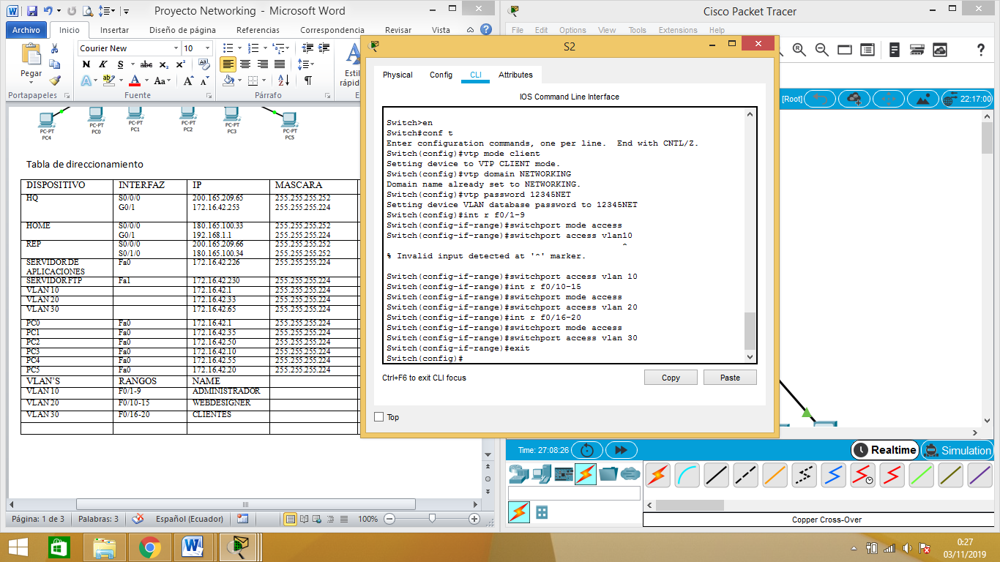 Proyecto Networking - Microsoft Word
Archivo Inicio Insertar Diseño de página Referencias Correspondencia Revisar Vista
Pegar
Courier New 10
N K S abc x₂ x²
A ab A Aa A A
Portapapeles Fuente Párrafo
Estil
rápid
E
PC-PT
PC4
PC-PT
PC0
PC-PT
PC1
PC-PT
PC2
PC-PT
PC3
PC-PT
PC5
Tabla de direccionamiento
DISPOSITIVO INTERFAZ IP MASCARA
HQ S0/0/0 200.165.209.65 255.255.255.252
G0/1 172.16.42.253 255.255.255.224
HOME S0/0/0 180.165.100.33 255.255.255.252
G0/1 192.168.1.1 255.255.255.224
REP S0/0/0 200.165.209.66 255.255.255.252
S0/1/0 180.165.100.34 255.255.255.252
SERVIDOR DE Fa0 172.16.42.226 255.255.255.224
APLICACIONES
SERVIDOR FTP Fa1 172.16.42.230 255.255.255.224
VLAN 10 172.16.42.1 255.255.255.224
VLAN 20 172.16.42.33 255.255.255.224
VLAN 30 172.16.42.65 255.255.255.224
PC0 Fa0 172.16.42.1 255.255.255.224
PC1 Fa0 172.16.42.35 255.255.255.224
PC2 Fa0 172.16.42.50 255.255.255.224
PC3 Fa0 172.16.42.10 255.255.255.224
PC4 Fa0 172.16.42.55 255.255.255.224
PC5 Fa0 172.16.42.20 255.255.255.224
VLAN'S RANGOS NAME
VLAN 10 F0/1-9 ADMINISTRADOR
VLAN 20 F0/10-15 WEBDESIGNER
VLAN 30 F0/16-20 CLIENTES
Página: 1 de 3 Palabras: 3 Español (Ecuador) 100%
Cisco Packet Tracer
File Edit Options View Tools Extensions Help
[Root] 22:17:00
S2
Physical Config CLI Attributes
IOS Command Line Interface
Switch>en
Switch#conf t
Enter configuration commands, one per line.  End with CNTL/Z.
Switch(config)#vtp mode client
Setting device to VTP CLIENT mode.
Switch(config)#vtp domain NETWORKING
Domain name already set to NETWORKING.
Switch(config)#vtp password 12345NET
Setting device VLAN database password to 12345NET
Switch(config)#int r f0/1-9
Switch(config-if-range)#switchport mode access
Switch(config-if-range)#switchport access vlan10
^
% Invalid input detected at '^' marker.
Switch(config-if-range)#switchport access vlan 10
Switch(config-if-range)#int r f0/10-15
Switch(config-if-range)#switchport mode access
Switch(config-if-range)#switchport access vlan 20
Switch(config-if-range)#int r f0/16-20
Switch(config-if-range)#switchport mode access
Switch(config-if-range)#switchport access vlan 30
Switch(config-if-range)#exit
Switch(config)#
Ctrl+F6 to exit CLI focus
Copy Paste
Top
Time: 27:08:26
Realtime Simulation
Copper Cross-Over
0:27
03/11/2019